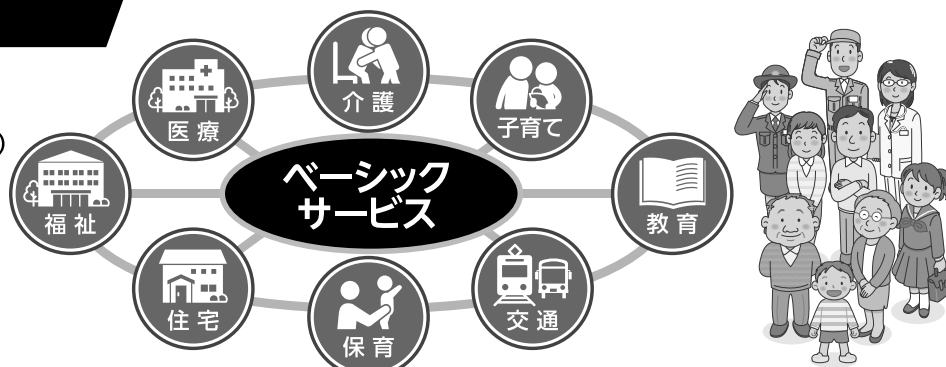 介護
医療
子育て
福祉
ベーシック
サービス
教育
住宅
交通
保育